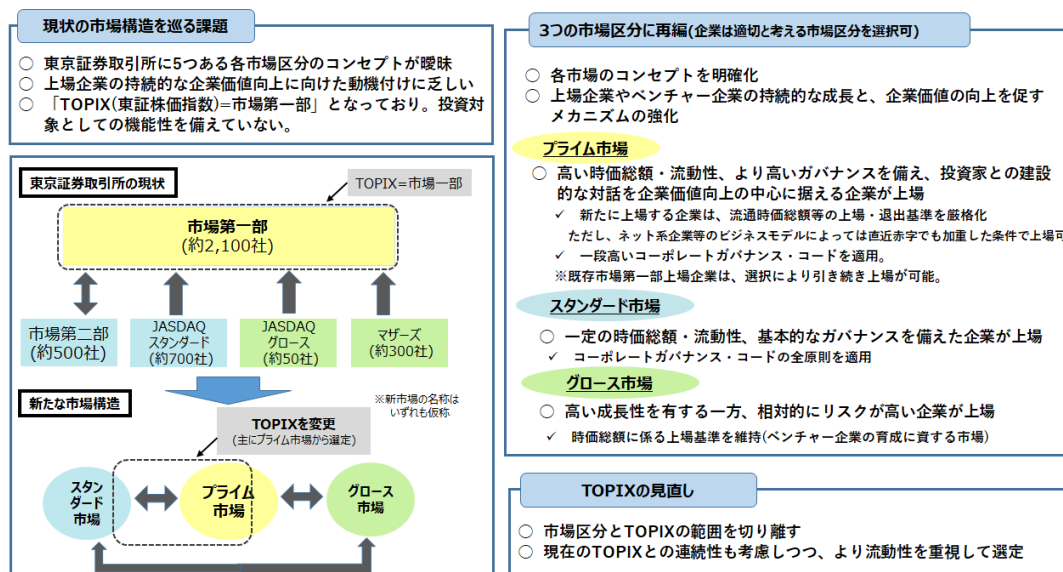 現状の市場構造を巡る課題
○ 東京証券取引所に5つある各市場区分のコンセプトが曖昧
○ 上場企業の持続的な企業価値向上に向けた動機付けに乏しい
○ 「TOPIX(東証株価指数)=市場第一部」となっており。投資対
象としての機能性を備えていない。
東京証券取引所の現状
TOPIX=市場一部
市場第一部
(約2,100社)
市場第二部
(約500社)
JASDAQ
スタンダード
(約700社)
JASDAQ
グロース
(約50社)
マザーズ
(約300社)
新たな市場構造
※新市場の名称は
いずれも仮称
TOPIXを変更
(主にプライム市場から選定)
スタン
ダード
市場
プライム
市場
グロース
市場
3つの市場区分に再編(企業は適切と考える市場区分を選択可)
○ 各市場のコンセプトを明確化
○ 上場企業やベンチャー企業の持続的な成長と、企業価値の向上を促す
メカニズムの強化
プライム市場
○ 高い時価総額・流動性、より高いガバナンスを備え、投資家との建設
的な対話を企業価値向上の中心に据える企業が上場
✓ 新たに上場する企業は、流通時価総額等の上場・退出基準を厳格化
ただし、ネット系企業等のビジネスモデルによっては直近赤字でも加重した条件で上場可
✓ 一段高いコーポレートガバナンス・コードを適用。
※既存市場第一部上場企業は、選択により引き続き上場が可能。
スタンダード市場
○ 一定の時価総額・流動性、基本的なガバナンスを備えた企業が上場
✓ コーポレートガバナンス・コードの全原則を適用
グロース市場
○ 高い成長性を有する一方、相対的にリスクが高い企業が上場
✓ 時価総額に係る上場基準を維持(ベンチャー企業の育成に資する市場)
TOPIXの見直し
○ 市場区分とTOPIXの範囲を切り離す
○ 現在のTOPIXとの連続性も考慮しつつ、より流動性を重視して選定